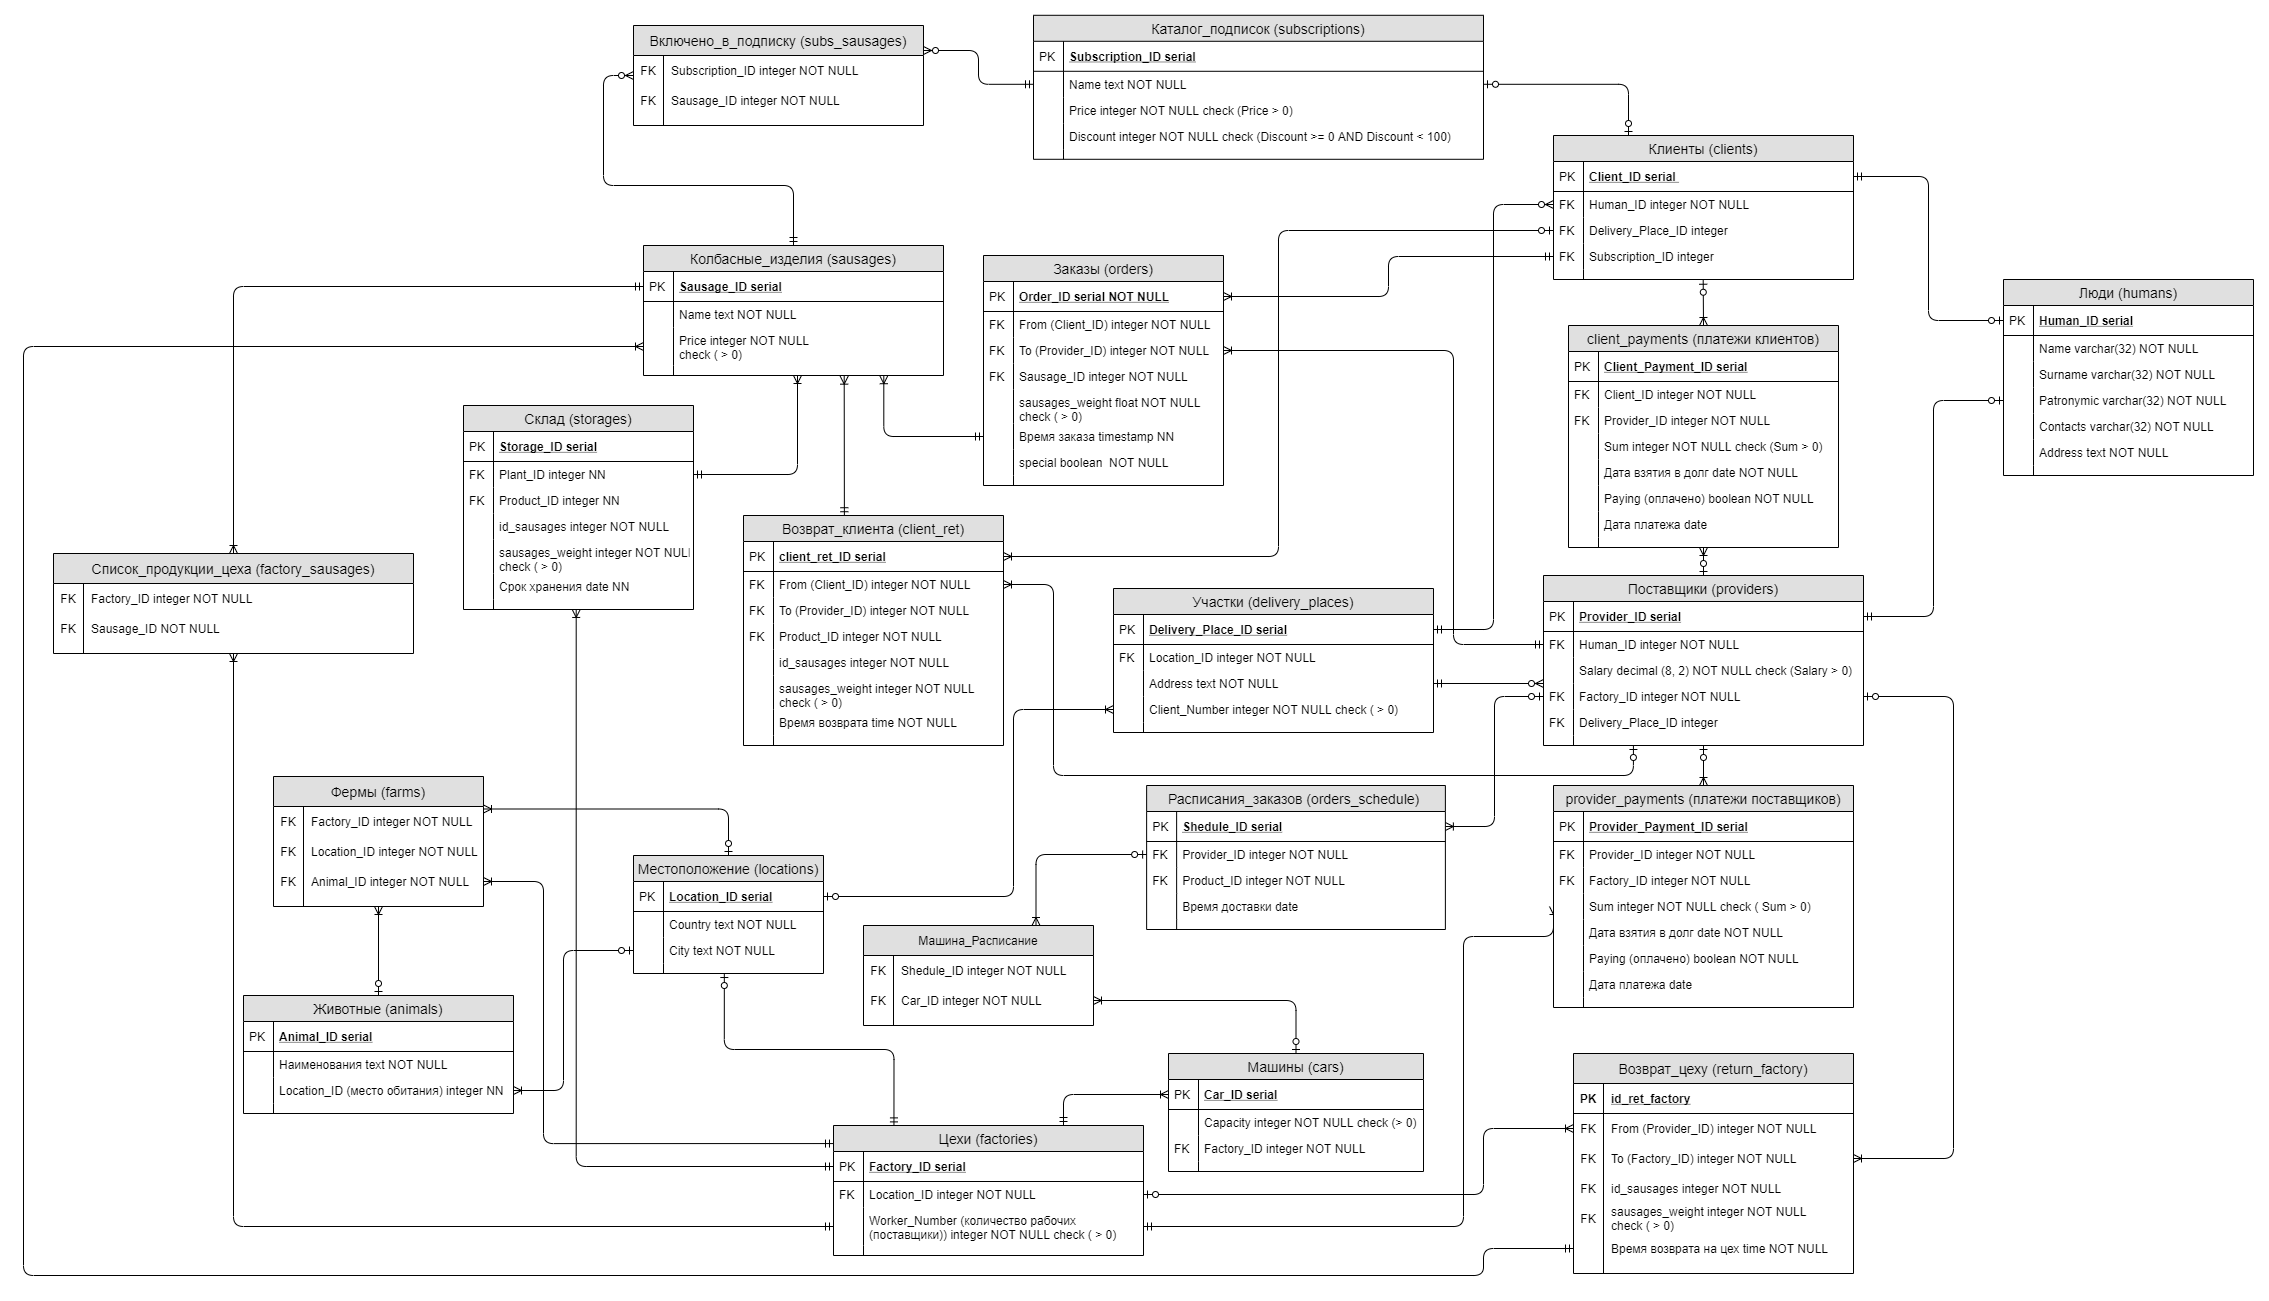 Включено_в_подписку (subs_sausages)
FK Subscription_ID integer NOT NULL
FK Sausage_ID integer NOT NULL
Каталог_подписок (subscriptions)
PK Subscription_ID serial
Name text NOT NULL
Price integer NOT NULL check (Price > 0)
Discount integer NOT NULL check (Discount >= 0 AND Discount < 100)
Клиенты (clients)
PK Client_ID serial
FK Human_ID integer NOT NULL
FK Delivery_Place_ID integer
FK Subscription_ID integer
Колбасные_изделия (sausages)
PK Sausage_ID serial
Name text NOT NULL
Price integer NOT NULL
check ( > 0)
Заказы (orders)
PK Order_ID serial NOT NULL
FK From (Client_ID) integer NOT NULL
FK To (Provider_ID) integer NOT NULL
FK Sausage_ID integer NOT NULL
sausages_weight float NOT NULL
check ( > 0)
Время заказа timestamp NN
special boolean NOT NULL
Люди (humans)
PK Human_ID serial
Name varchar(32) NOT NULL
Surname varchar(32) NOT NULL
Patronymic varchar(32) NOT NULL
Contacts varchar(32) NOT NULL
Address text NOT NULL
client_payments (платежи клиентов)
PK Client_Payment_ID serial
FK Client_ID integer NOT NULL
FK Provider_ID integer NOT NULL
Sum integer NOT NULL check (Sum > 0)
Дата взятия в долг date NOT NULL
Paying (оплачено) boolean NOT NULL
Дата платежа date
Склад (storages)
PK Storage_ID serial
FK Plant_ID integer NN
FK Product_ID integer NN
id_sausages integer NOT NULL
sausages_weight integer NOT NULL
check ( > 0)
Срок хранения date NN
Возврат_клиента (client_ret)
PK client_ret_ID serial
FK From (Client_ID) integer NOT NULL
FK To (Provider_ID) integer NOT NULL
FK Product_ID integer NOT NULL
id_sausages integer NOT NULL
sausages_weight integer NOT NULL
check ( > 0)
Время возврата time NOT NULL
Список_продукции_цеха (factory_sausages)
FK Factory_ID integer NOT NULL
FK Sausage_ID NOT NULL
Участки (delivery_places)
PK Delivery_Place_ID serial
FK Location_ID integer NOT NULL
Address text NOT NULL
Client_Number integer NOT NULL check ( > 0)
Поставщики (providers)
PK Provider_ID serial
FK Human_ID integer NOT NULL
Salary decimal (8, 2) NOT NULL check (Salary > 0)
FK Factory_ID integer NOT NULL
FK Delivery_Place_ID integer
Фермы (farms)
FK Factory_ID integer NOT NULL
FK Location_ID integer NOT NULL
FK Animal_ID integer NOT NULL
Местоположение (locations)
PK Location_ID serial
Country text NOT NULL
City text NOT NULL
Расписания_заказов (orders_schedule)
PK Shedule_ID serial
FK Provider_ID integer NOT NULL
FK Product_ID integer NOT NULL
Время доставки date
provider_payments (платежи поставщиков)
PK Provider_Payment_ID serial
FK Provider_ID integer NOT NULL
FK Factory_ID integer NOT NULL
Sum integer NOT NULL check ( Sum > 0)
Дата взятия в долг date NOT NULL
Paying (оплачено) boolean NOT NULL
Дата платежа date
Машина_Расписание
FK Shedule_ID integer NOT NULL
FK Car_ID integer NOT NULL
Животные (animals)
PK Animal_ID serial
Наименования text NOT NULL
Location_ID (место обитания) integer NN
Машины (cars)
PK Car_ID serial
Capacity integer NOT NULL check (> 0)
FK Factory_ID integer NOT NULL
Возврат_цеху (return_factory)
PK id_ret_factory
FK From (Provider_ID) integer NOT NULL
FK To (Factory_ID) integer NOT NULL
FK id_sausages integer NOT NULL
FK sausages_weight integer NOT NULL
check ( > 0)
Время возврата на цех time NOT NULL
Цехи (factories)
PK Factory_ID serial
FK Location_ID integer NOT NULL
Worker_Number (количество рабочих
(поставщики)) integer NOT NULL check ( > 0)